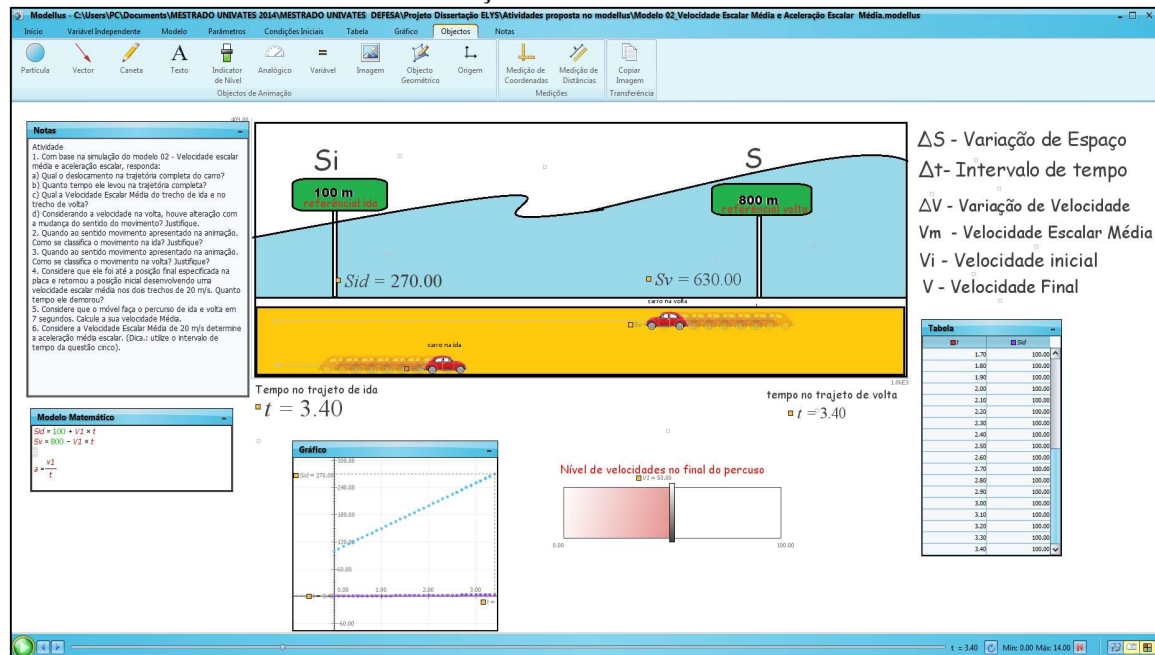 Modellus - C:\Users\PC\Documents\MESTRADO UNIVATES 2014\MESTRADO UNIVATES  DEFESA\Projeto Dissertação ELYS\Atividades proposta no modellus\Modelo 02_Velocidade Escalar Média e Aceleração Escalar  Média.modellus
Início Variável Independente Modelo Parâmetros Condições Iniciais Tabela Gráfico Objectos Notas
Partícula Vector Caneta Texto Indicator de Nível Analógico Variável Imagem Objecto Geométrico Origem Medição de Coordenadas Medição de Distâncias Copiar Imagem
Objectos de Animação Medições Transferência
Notas
Atividade
1. Com base na simulação do modelo 02 - Velocidade escalar
média e aceleração escalar, responda:
a) Qual o deslocamento na trajetória completa do carro?
b) Quanto tempo ele levou na trajetória completa?
c) Qual a Velocidade Escalar Média do trecho de ida e no
trecho de volta?
d) Considerando a velocidade na volta, houve alteração com
a mudança do sentido do movimento? Justifique.
2. Quando ao sentido movimento apresentado na animação.
Como se classifica o movimento na ida? Justifique?
3. Quando ao sentido movimento apresentado na animação.
Como se classifica o movimento na volta? Justifique?
4. Considere que ele foi até a posição final especificada na
placa e retornou a posição inicial desenvolvendo uma
velocidade escalar média nos dois trechos de 20 m/s. Quanto
tempo ele demorou?
5. Considere que o móvel faça o percurso de ida e volta em
7 segundos. Calcule a sua velocidade Média.
6. Considere a Velocidade Escalar Média de 20 m/s determine
a aceleração média escalar. (Dica.: utilize o intervalo de
tempo da questão cinco).
Modelo Matemático
Sid = 100 + V1 × t
Sv = 800 − V1 × t
a = v1
t
409.00
Si
100 m
referêncial ida
S
800 m
referêncial volta
Sid = 270.00
Sv = 630.00
carro na volta
Sv =
carro na ida
1.06E3
Tempo no trajeto de ida
t = 3.40
tempo no trajeto de volta
t = 3.40
Gráfico
300.00
Sid = 270.00
240.00
180.00
120.00
60.00
0.00 1.00 2.00 3.00
t =
-60.00
Nível de velocidades no final do percuso
V1 = 50.00
0.00 100.00
ΔS - Variação de Espaço
Δt- Intervalo de tempo
ΔV - Variação de Velocidade
Vm - Velocidade Escalar Média
Vi - Velocidade inicial
V - Velocidade Final
Tabela
t Sid
1.70 100.00
1.80 100.00
1.90 100.00
2.00 100.00
2.10 100.00
2.20 100.00
2.30 100.00
2.40 100.00
2.50 100.00
2.60 100.00
2.70 100.00
2.80 100.00
2.90 100.00
3.00 100.00
3.10 100.00
3.20 100.00
3.30 100.00
3.40 100.00
t = 3.40 Mín: 0.00 Máx: 14.00